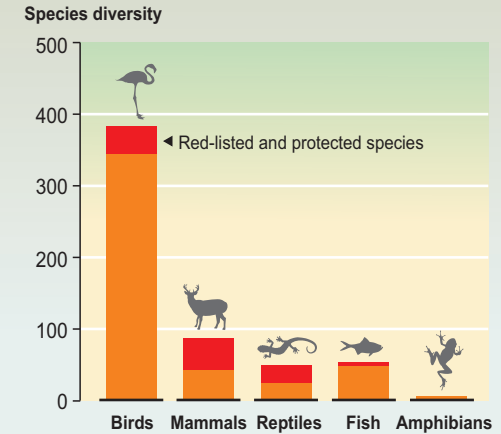 Species diversity
500
400
300
200
100
0
Red-listed and protected species
Birds Mammals Reptiles Fish Amphibians